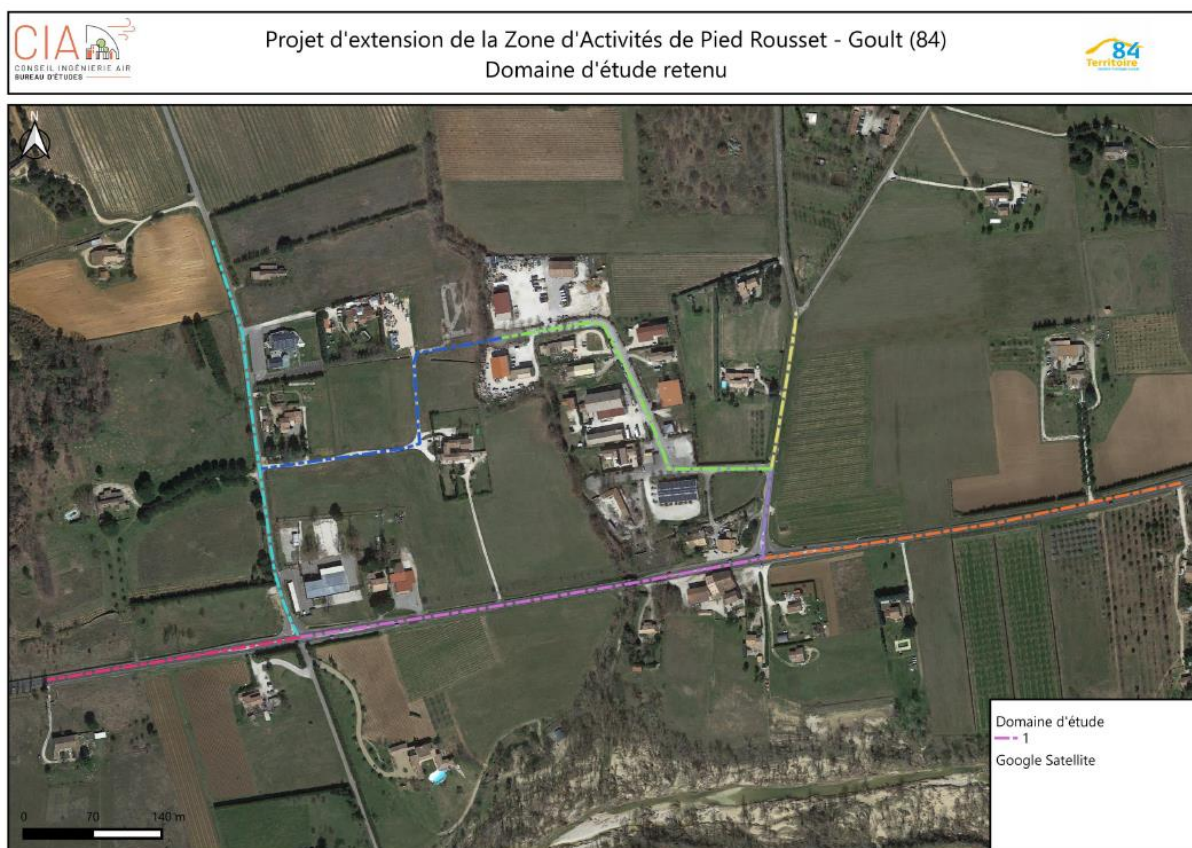 CIA
CONSEIL INGÉNIERIE AIR
BUREAU D'ÉTUDES
Projet d'extension de la Zone d'Activités de Pied Rousset - Goult (84)
Domaine d'étude retenu
84
Territoire
N
Domaine d'étude
1
Google Satellite
0 70 140 m